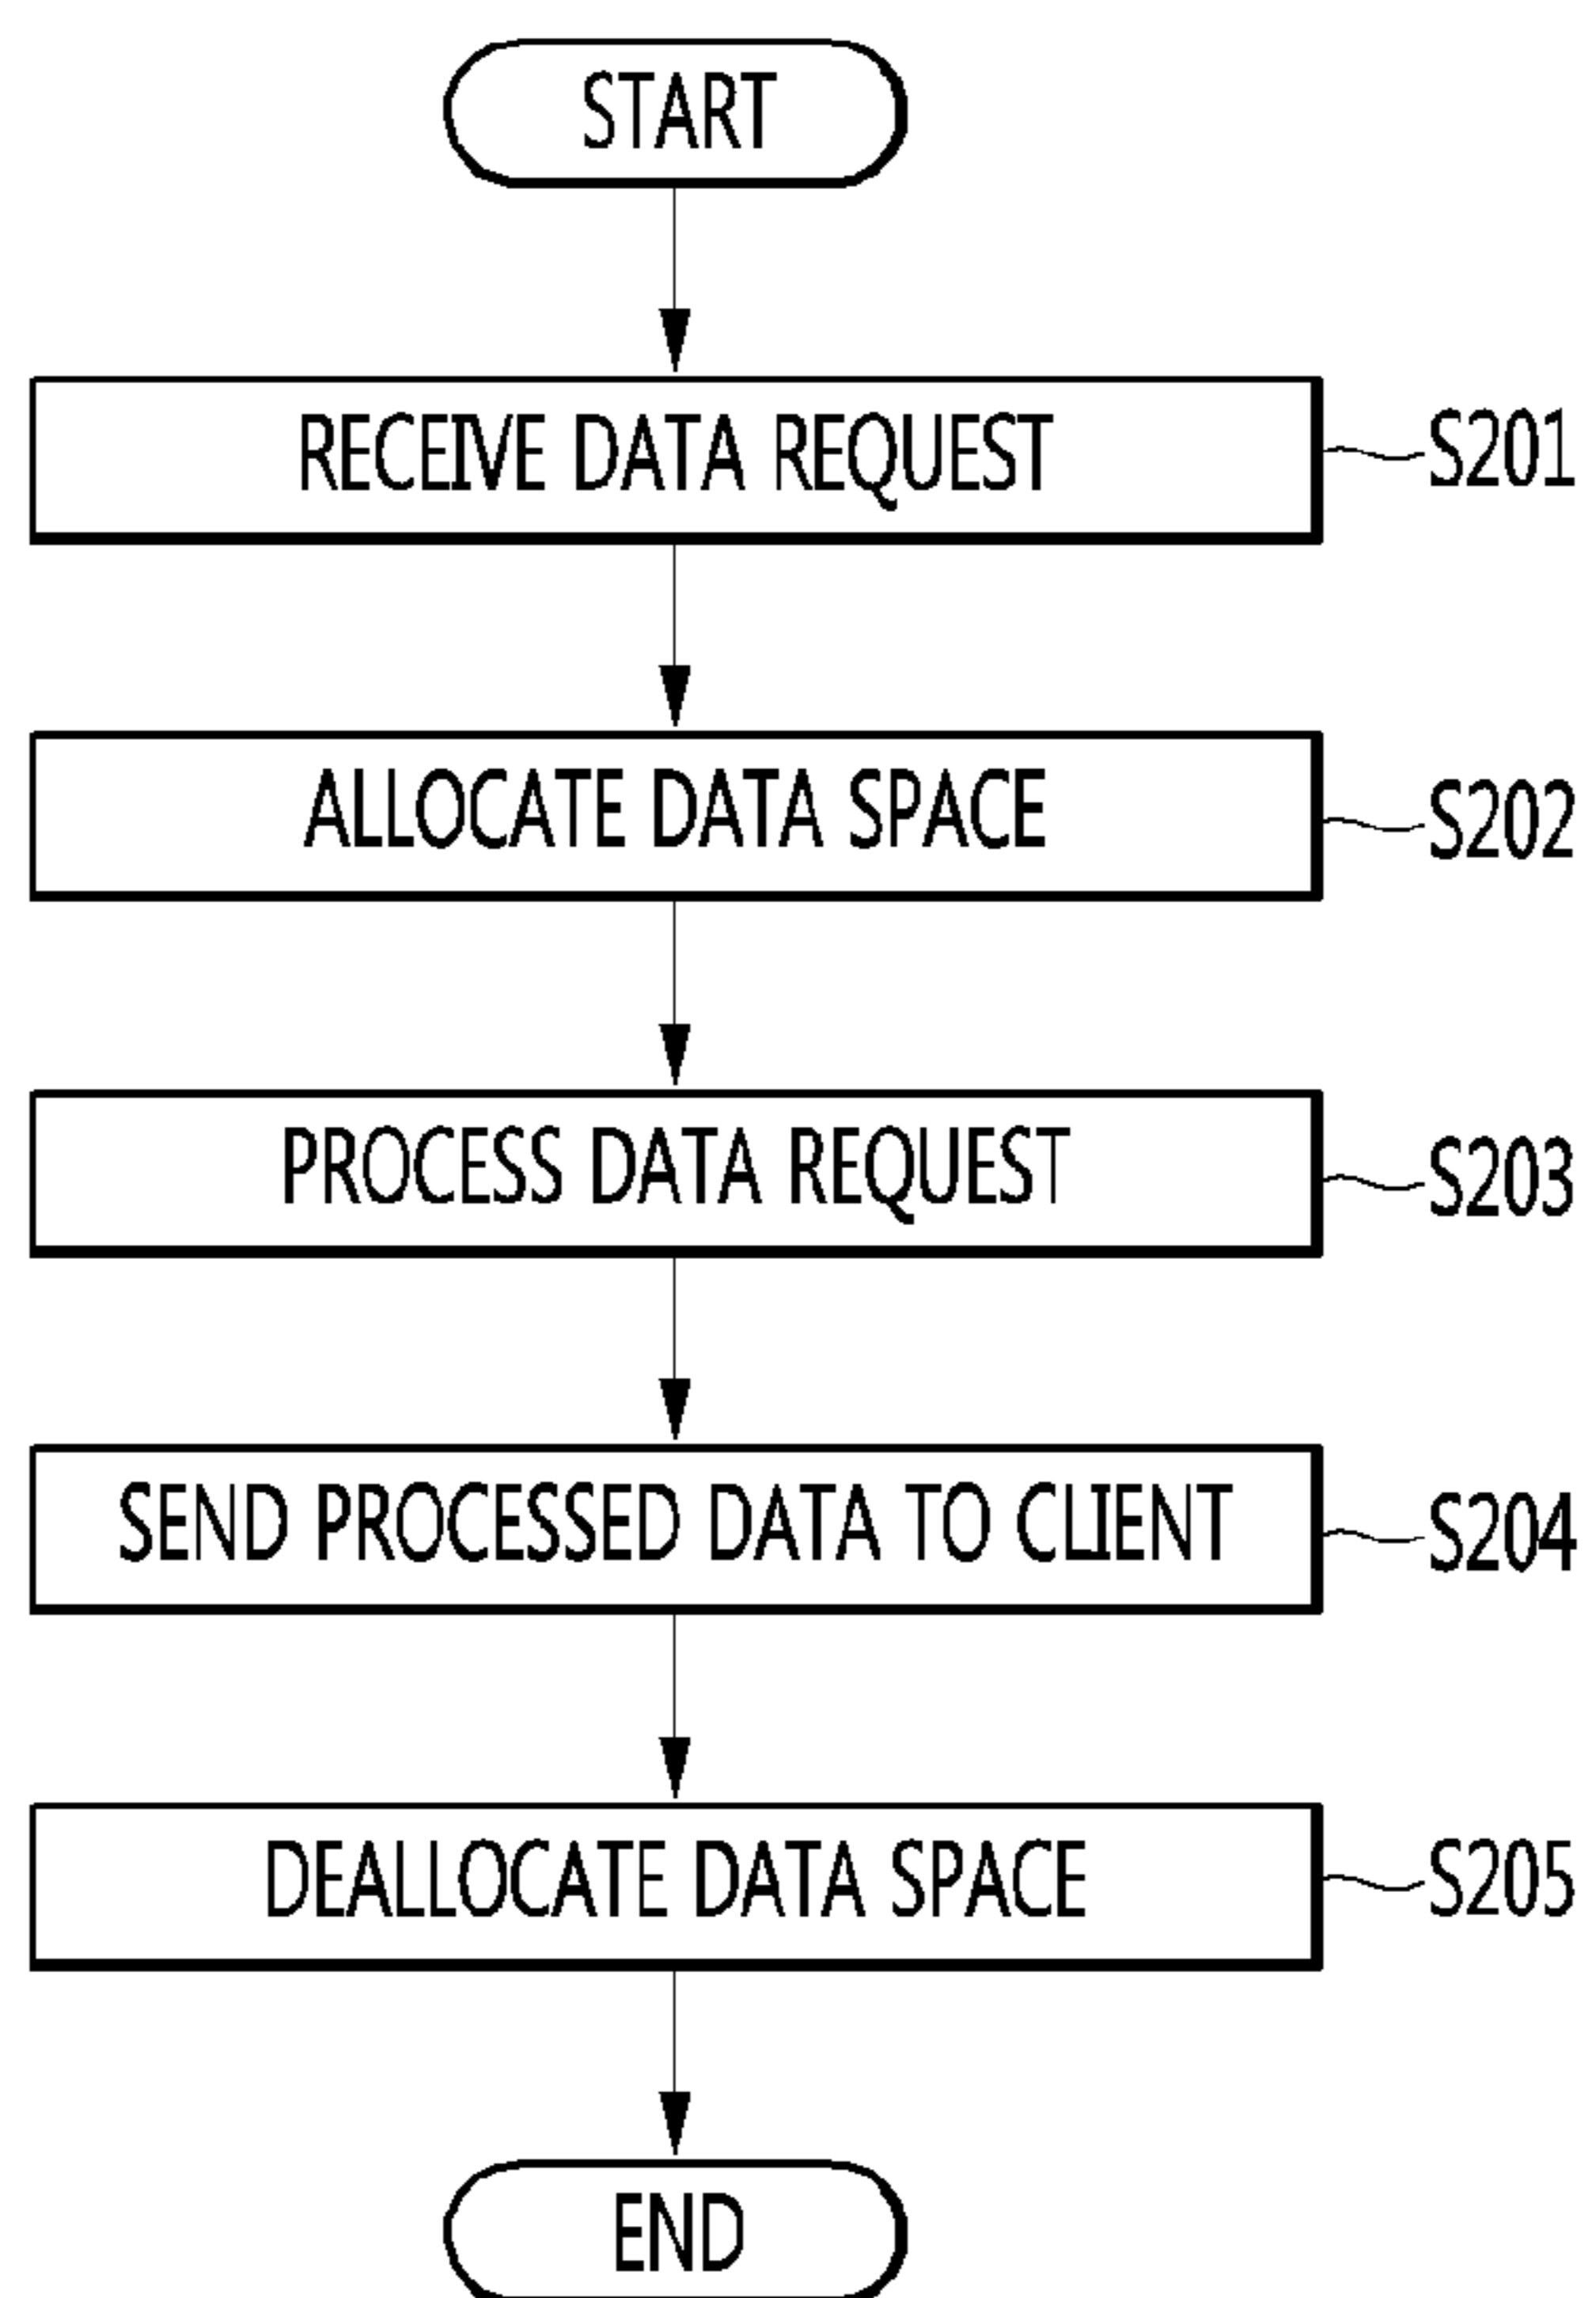 START
RECEIVE DATA REQUEST
S201
ALLOCATE DATA SPACE
S202
PROCESS DATA REQUEST
S203
SEND PROCESSED DATA TO CLIENT
S204
DEALLOCATE DATA SPACE
S205
END